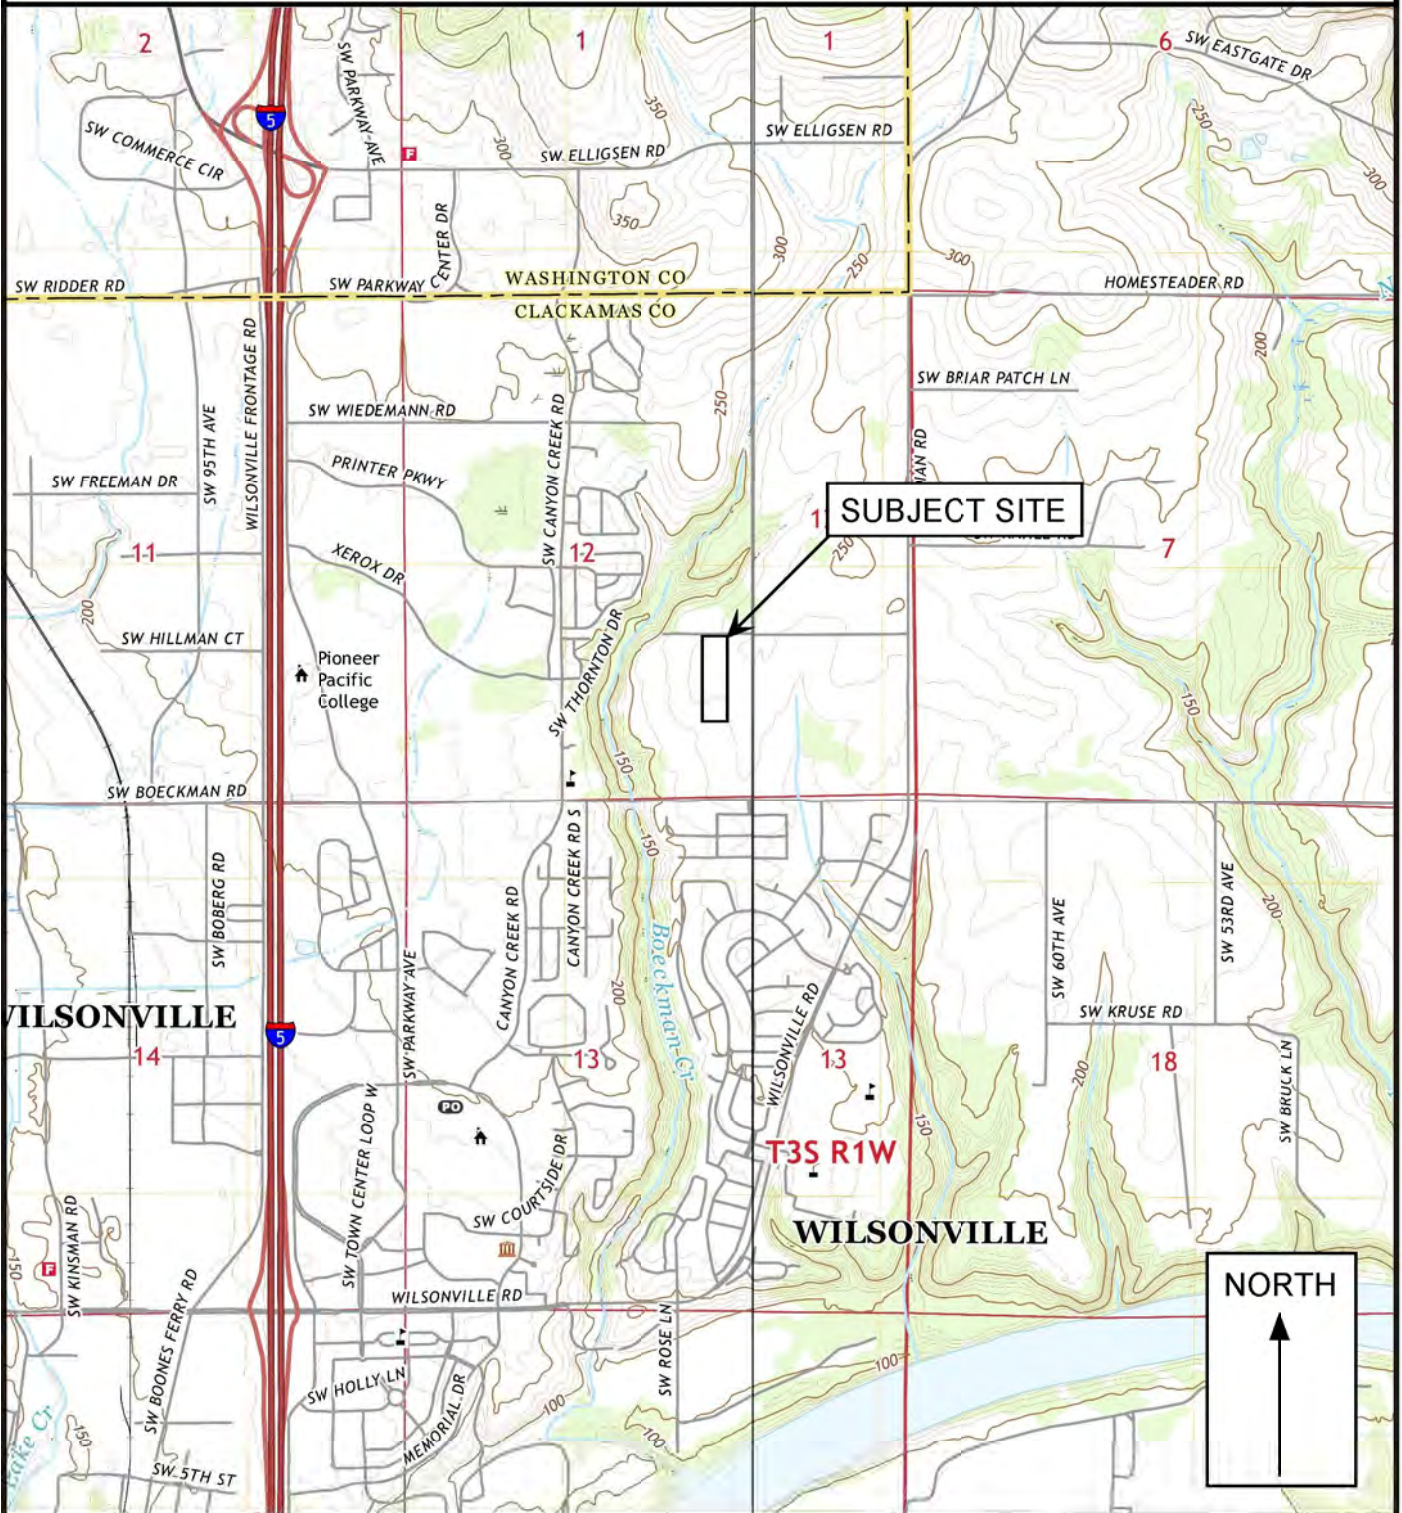 2
1
1
6
SW EASTGATE DR
SW PARKWAY AVE
5
350
250
SW COMMERCE CIR
F
300
SW ELLIGSEN RD
SW ELLIGSEN RD
300
350
CENTER DR
300
250
300
SW RIDDER RD
SW PARKWAY
WASHINGTON CO
CLACKAMAS CO
HOMESTEADER RD
200
WILSONVILLE FRONTAGE RD
SW 95TH AVE
SW WIEDEMANN RD
SW CANYON CREEK RD
250
SW BRIAR PATCH LN
SW FREEMAN DR
PRINTER PKWY
SUBJECT SITE
11
XEROX DR
12
250
7
200
SW HILLMAN CT
SW THORNTON DR
Pioneer
Pacific
College
150
150
SW BOECKMAN RD
150
SW BOBERG RD
CANYON CREEK RD
CANYON CREEK RD S
SW 60TH AVE
SW 53RD AVE
200
Boeckman Cr
SW PARKWAY AVE
200
WILSONVILLE RD
SW KRUSE RD
WILSONVILLE
5
14
13
13
18
200
SW BRUCK LN
PO
150
SW TOWN CENTER LOOP W
SW COURTSIDE DR
T3S R1W
WILSONVILLE
SW KINSMAN RD
150
F
SW BOONES FERRY RD
WILSONVILLE RD
NORTH
SW ROSE LN
100
SW HOLLY LN
MEMORIAL DR
100
100
150
SW 5TH ST